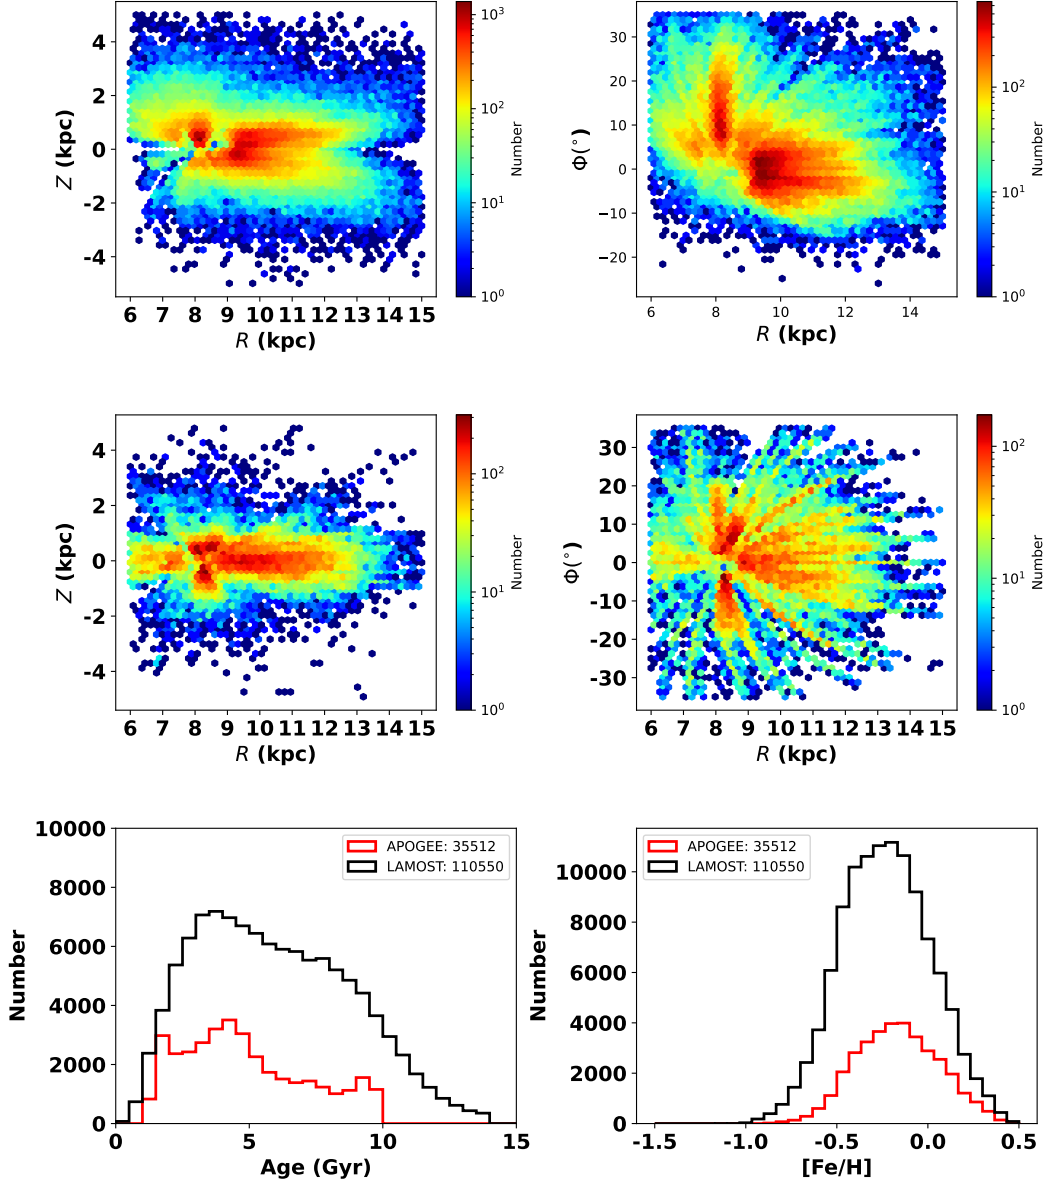 4
2
0
-2
-4
Z (kpc)
6 7 8 9 10 11 12 13 14 15
R (kpc)
10³
10²
10¹
10⁰
Number
30
20
10
0
−10
−20
Φ(°)
6 8 10 12 14
R (kpc)
10²
10¹
10⁰
Number
4
2
0
-2
-4
Z (kpc)
6 7 8 9 10 11 12 13 14 15
R (kpc)
10²
10¹
10⁰
Number
30
20
10
0
-10
-20
-30
Φ(°)
6 7 8 9 10 11 12 13 14 15
R (kpc)
10²
10¹
10⁰
Number
10000
8000
6000
4000
2000
0
Number
APOGEE: 35512
LAMOST: 110550
0 5 10 15
Age (Gyr)
10000
8000
6000
4000
2000
0
Number
APOGEE: 35512
LAMOST: 110550
-1.5 -1.0 -0.5 0.0 0.5
[Fe/H]